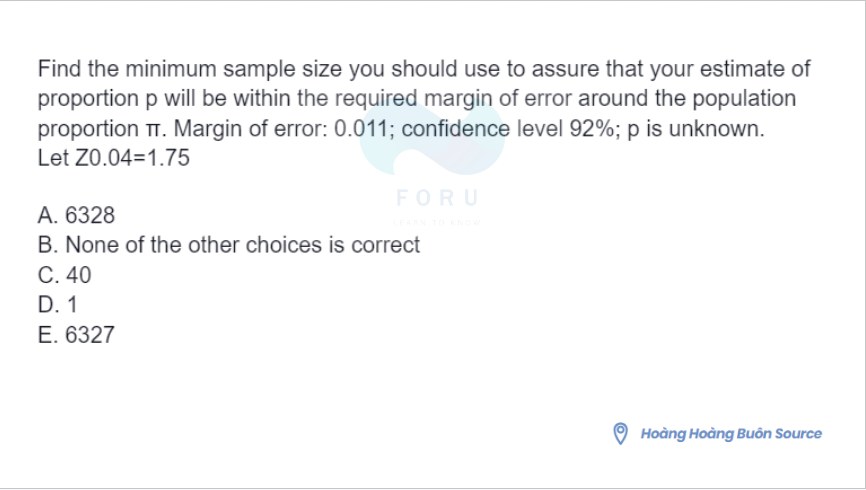 Find the minimum sample size you should use to assure that your estimate of
proportion p will be within the required margin of error around the population
proportion π. Margin of error: 0.011; confidence level 92%; p is unknown.
Let Z0.04=1.75
FORU
A. 6328
B. None of the other choices is correct
C. 40
D. 1
E. 6327
Hoàng Hoàng Buôn Source